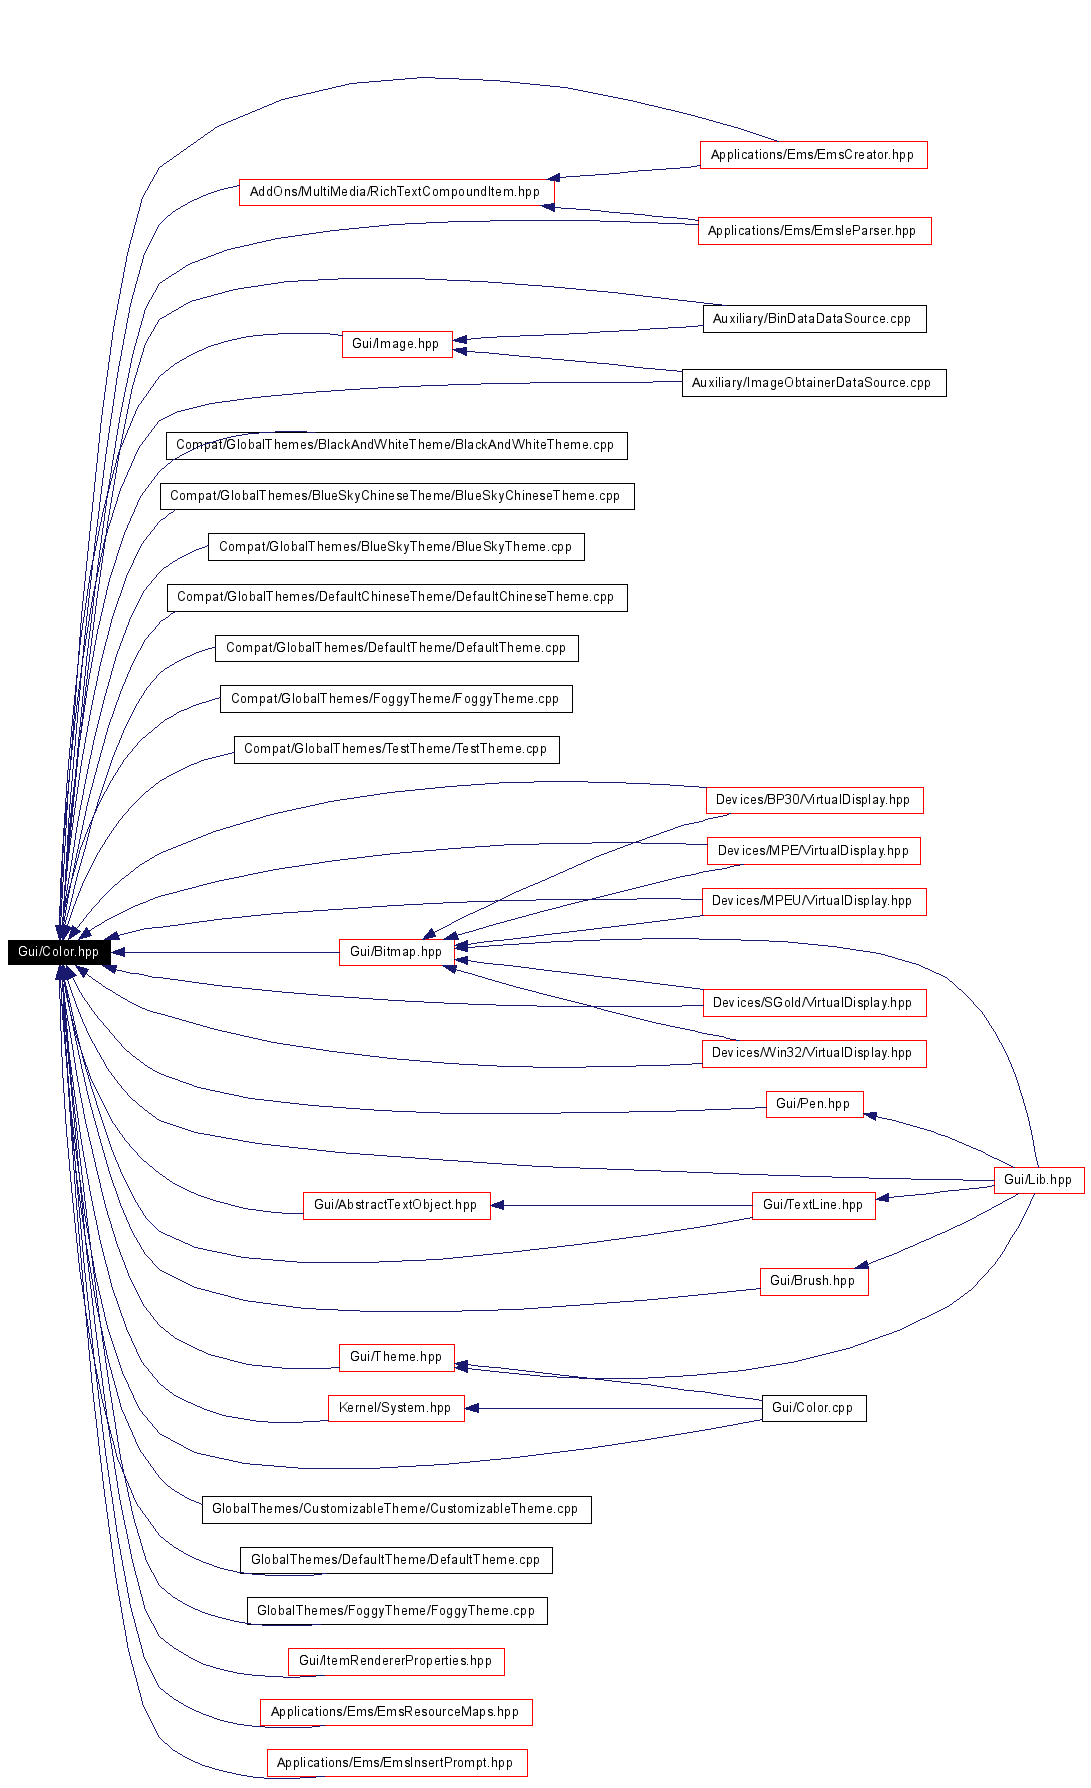 Applications/Ems/EmsCreator.hpp
AddOns/MultiMedia/RichTextCompoundItem.hpp
Applications/Ems/EmsIeParser.hpp
Auxiliary/BinDataDataSource.cpp
Gui/Image.hpp
Auxiliary/ImageObtainerDataSource.cpp
Compat/GlobalThemes/BlackAndWhiteTheme/BlackAndWhiteTheme.cpp
Compat/GlobalThemes/BlueSkyChineseTheme/BlueSkyChineseTheme.cpp
Compat/GlobalThemes/BlueSkyTheme/BlueSkyTheme.cpp
Compat/GlobalThemes/DefaultChineseTheme/DefaultChineseTheme.cpp
Compat/GlobalThemes/DefaultTheme/DefaultTheme.cpp
Compat/GlobalThemes/FoggyTheme/FoggyTheme.cpp
Compat/GlobalThemes/TestTheme/TestTheme.cpp
Devices/BP30/VirtualDisplay.hpp
Devices/MPE/VirtualDisplay.hpp
Devices/MPEU/VirtualDisplay.hpp
Gui/Color.hpp
Gui/Bitmap.hpp
Devices/SGold/VirtualDisplay.hpp
Devices/Win32/VirtualDisplay.hpp
Gui/Pen.hpp
Gui/Lib.hpp
Gui/AbstractTextObject.hpp
Gui/TextLine.hpp
Gui/Brush.hpp
Gui/Theme.hpp
Kernel/System.hpp
Gui/Color.cpp
GlobalThemes/CustomizableTheme/CustomizableTheme.cpp
GlobalThemes/DefaultTheme/DefaultTheme.cpp
GlobalThemes/FoggyTheme/FoggyTheme.cpp
Gui/ItemRendererProperties.hpp
Applications/Ems/EmsResourceMaps.hpp
Applications/Ems/EmsInsertPrompt.hpp